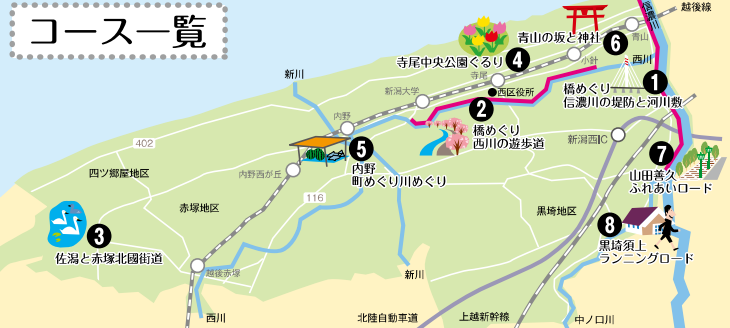 コース一覧
信濃川
越後線
青山の坂と神社
6
青山
寺尾中央公園ぐるり
4
小針
西川
新川
寺尾
新潟大学
西区役所
1
橋めぐり
信濃川の堤防と河川敷
2
橋めぐり
西川の遊歩道
内野
新潟西IC
402
5
内野
町めぐり川めぐり
7
山田善久
ふれあいロード
四ツ郷屋地区
内野西が丘
116
赤塚地区
黒埼地区
8
黒埼須上
ランニングロード
3
佐潟と赤塚北國街道
越後赤塚
新川
西川
北陸自動車道
上越新幹線
中ノ口川